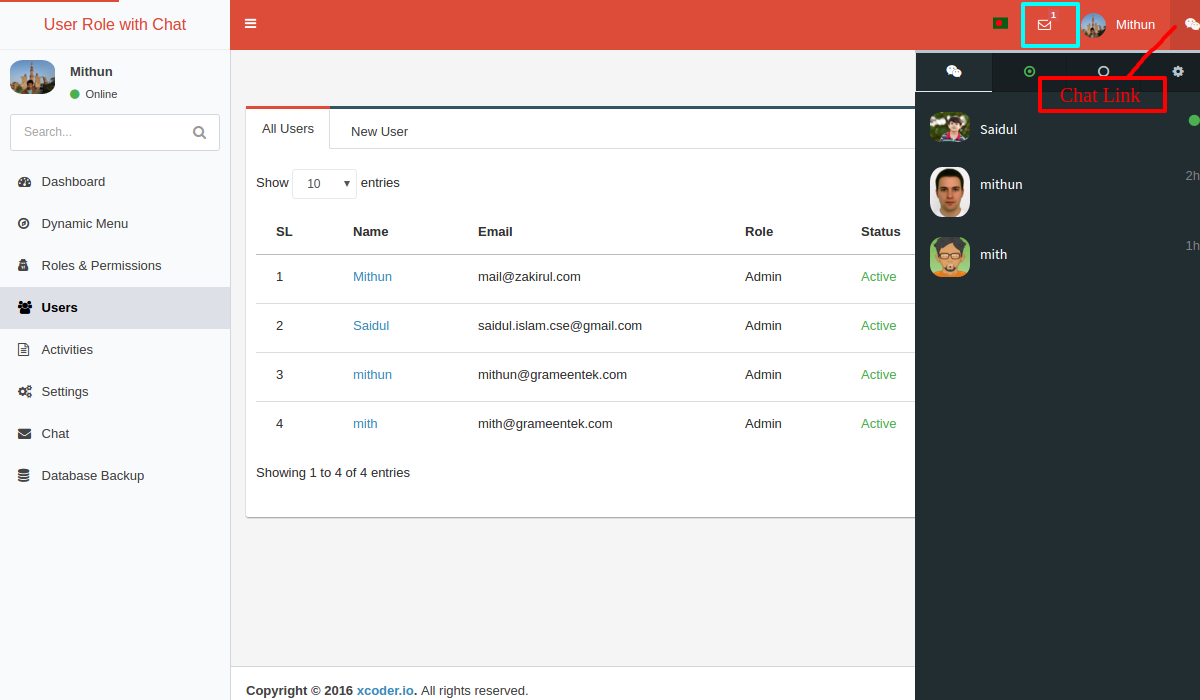 User Role with Chat
1
Mithun
Mithun
Online
Search...
Dashboard
Dynamic Menu
Roles & Permissions
Users
Activities
Settings
Chat
Database Backup
All Users
New User
Show 10 entries
SL Name Email Role Status
1 Mithun mail@zakirul.com Admin Active
2 Saidul saidul.islam.cse@gmail.com Admin Active
3 mithun mithun@grameentek.com Admin Active
4 mith mith@grameentek.com Admin Active
Showing 1 to 4 of 4 entries
Chat Link
Saidul
mithun 2h
mith 1h
Copyright © 2016 xcoder.io. All rights reserved.